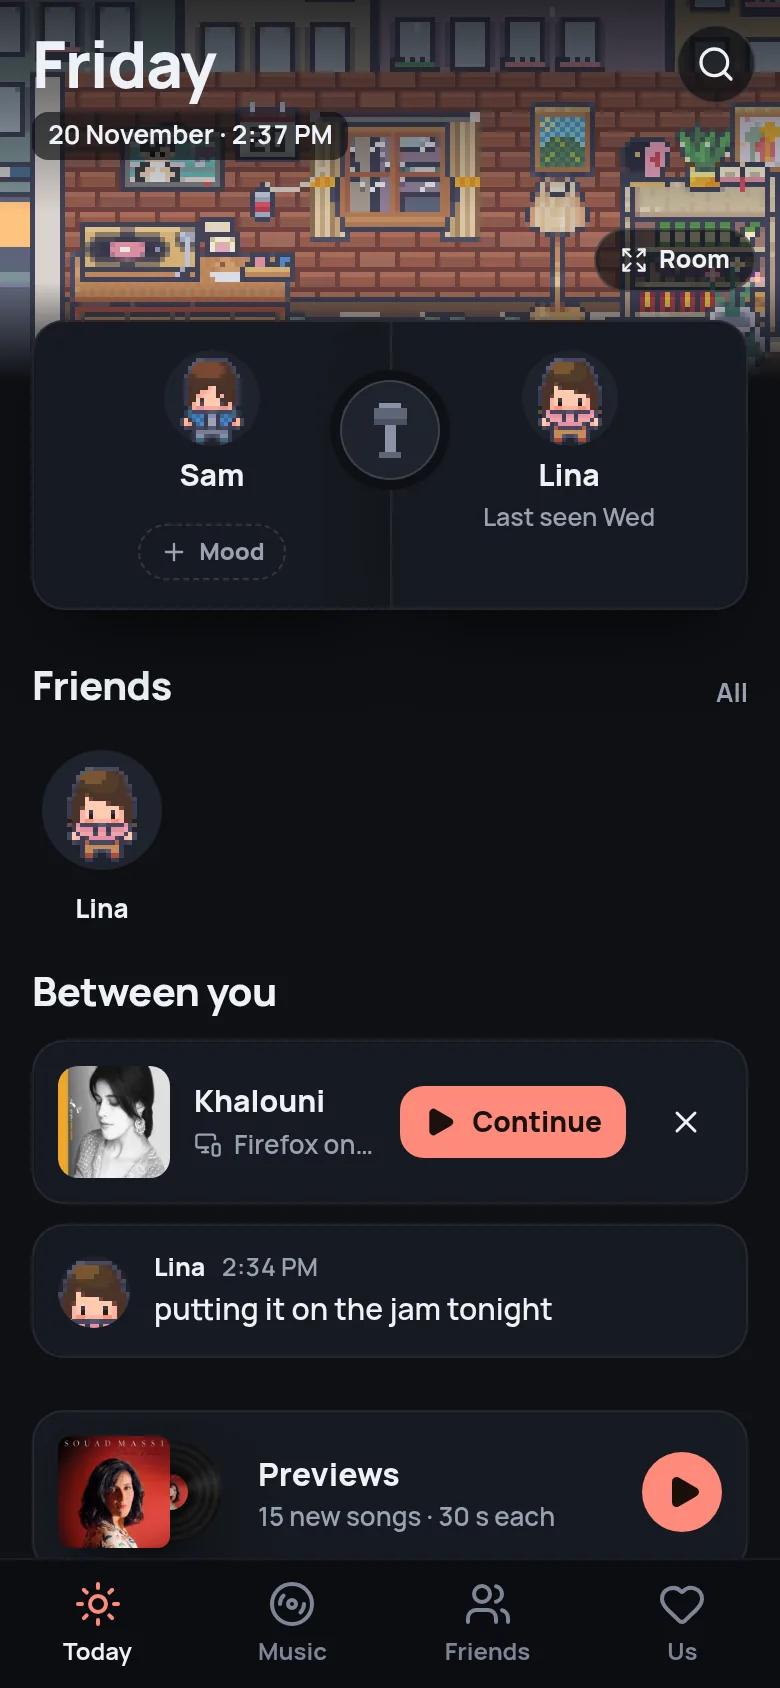 Friday
20 November · 2:37 PM
Room
Sam
Lina
Last seen Wed
Mood
Friends
All
Lina
Between you
Khalouni
Firefox on...
Continue
Lina 2:34 PM
putting it on the jam tonight
SOUAD MASSI
Previews
15 new songs · 30 s each
Today
Music
Friends
Us